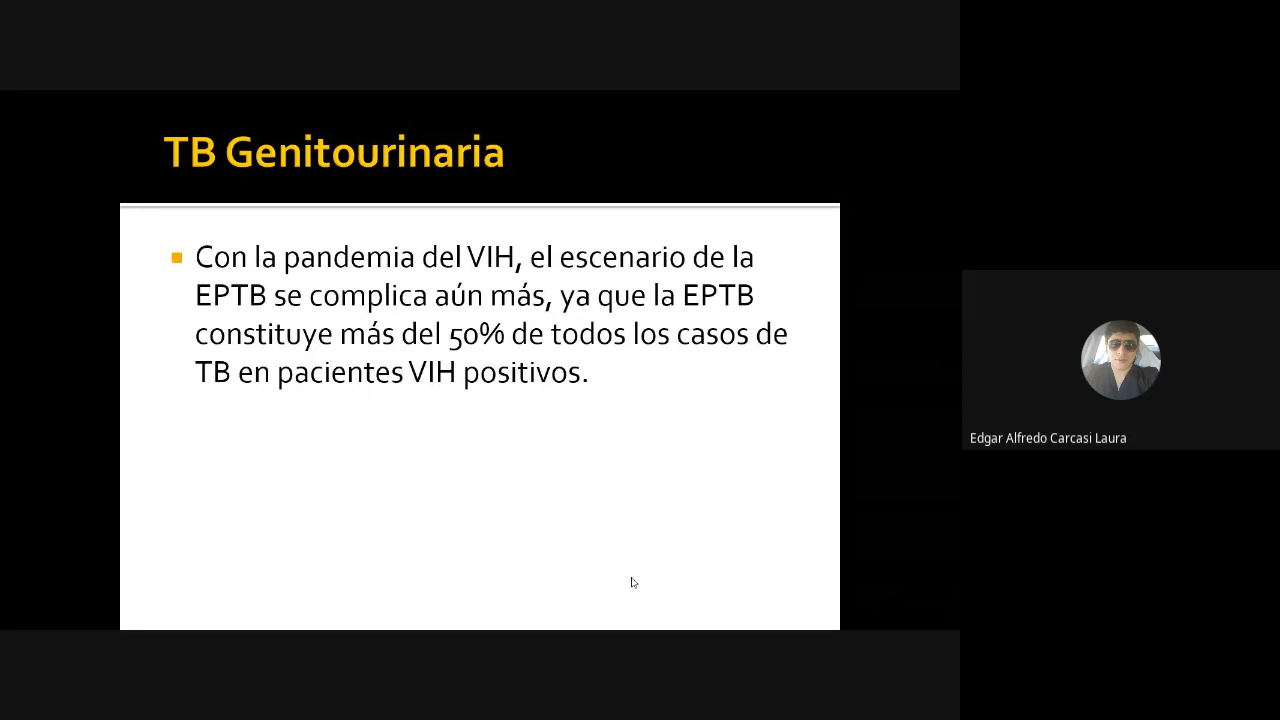 TB Genitourinaria
Con la pandemia del VIH, el escenario de la
EPTB se complica aún más, ya que la EPTB
constituye más del 50% de todos los casos de
TB en pacientes VIH positivos.
Edgar Alfredo Carcasi Laura